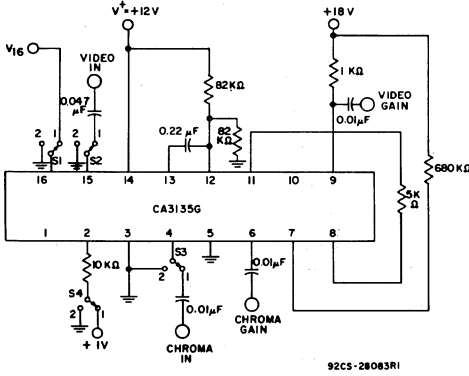 V+ = +12V
+18V
V16
VIDEO IN
0.047 µF
82KΩ
1 KΩ
VIDEO GAIN
0.01µF
0.22 µF
82 KΩ
2 1 2 1
S1 S2
680KΩ
5K Ω
16 15 14 13 12 11 10 9
CA3135G
1 2 3 4 5 6 7 8
10KΩ
S3
2 1
0.01µF
S4
2 1
0.01µF
CHROMA GAIN
+ 1V
CHROMA IN
92CS-28083R1